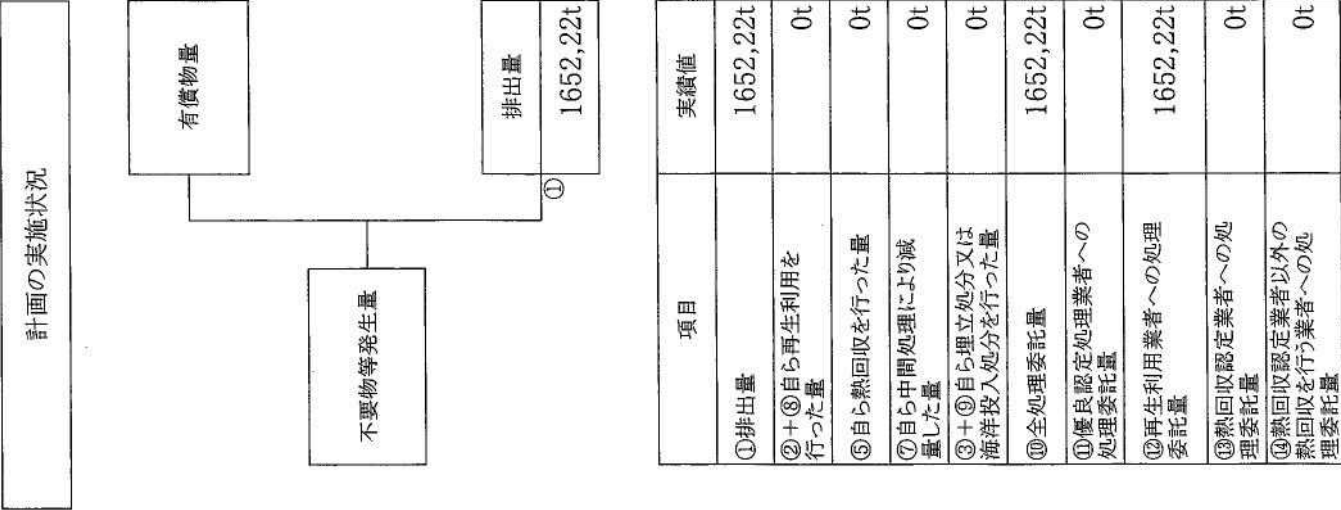 計画の実施状況
不要物等発生量
有償物量
排出量
①
1652,22t
項目
実績値
①排出量
1652,22t
②+⑧自ら再生利用を
行った量
0t
⑤自ら熱回収を行った量
0t
⑦自ら中間処理により減
量した量
0t
③+⑨自ら埋立処分又は
海洋投入処分を行った量
0t
⑩全処理委託量
1652,22t
⑪優良認定処理業者への
処理委託量
0t
⑫再生利用業者への処理
委託量
1652,22t
⑬熱回収認定業者への処
理委託量
0t
⑭熱回収認定業者以外の
熱回収を行う業者への処
理委託量
0t